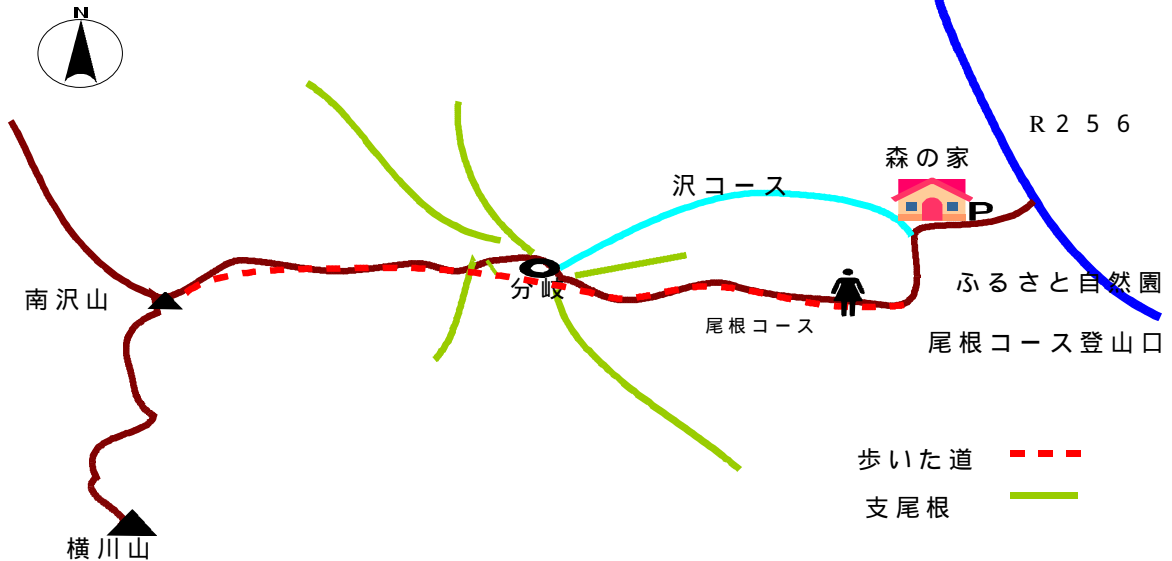 N
R256
森の家
P
沢コース
ふるさと自然園
南沢山
分岐
尾根コース
尾根コース登山口
歩いた道
支尾根
横川山